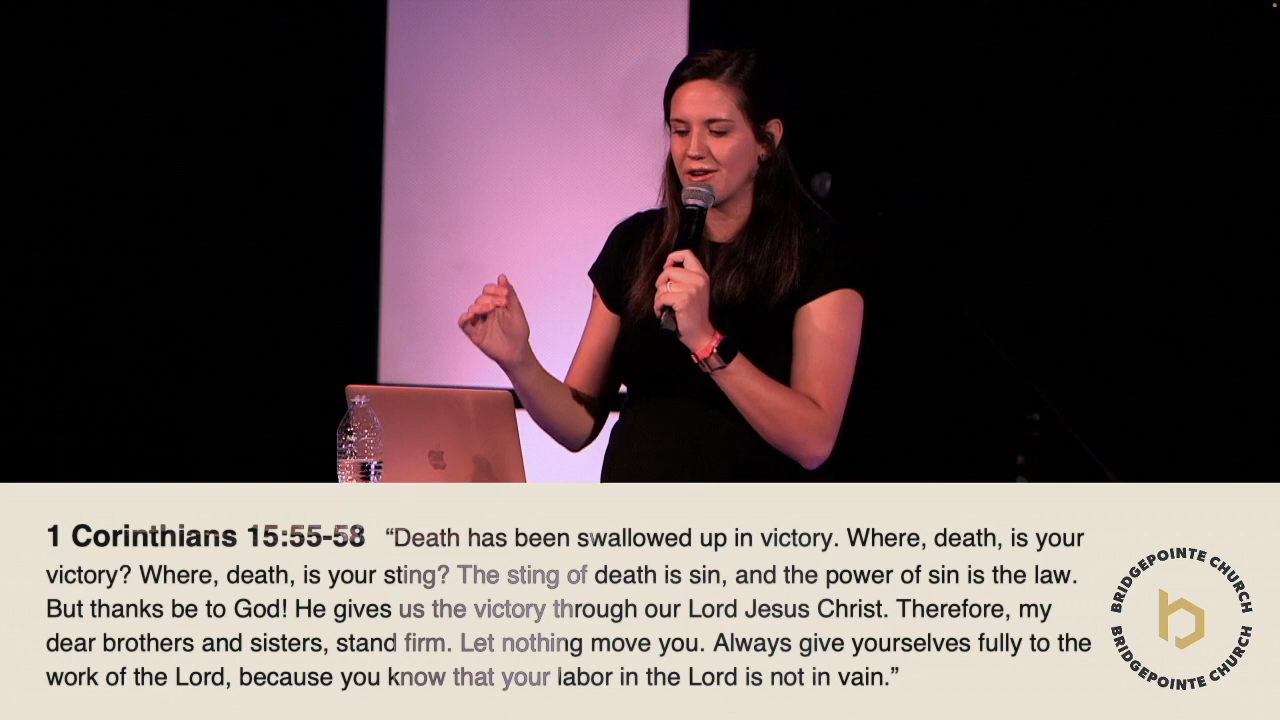 1 Corinthians 15:55-58 “Death has been swallowed up in victory. Where, death, is your
victory? Where, death, is your sting? The sting of death is sin, and the power of sin is the law.
But thanks be to God! He gives us the victory through our Lord Jesus Christ. Therefore, my
dear brothers and sisters, stand firm. Let nothing move you. Always give yourselves fully to the
work of the Lord, because you know that your labor in the Lord is not in vain.”
BRIDGEPOINTE CHURCH
b
BRIDGEPOINTE CHURCH